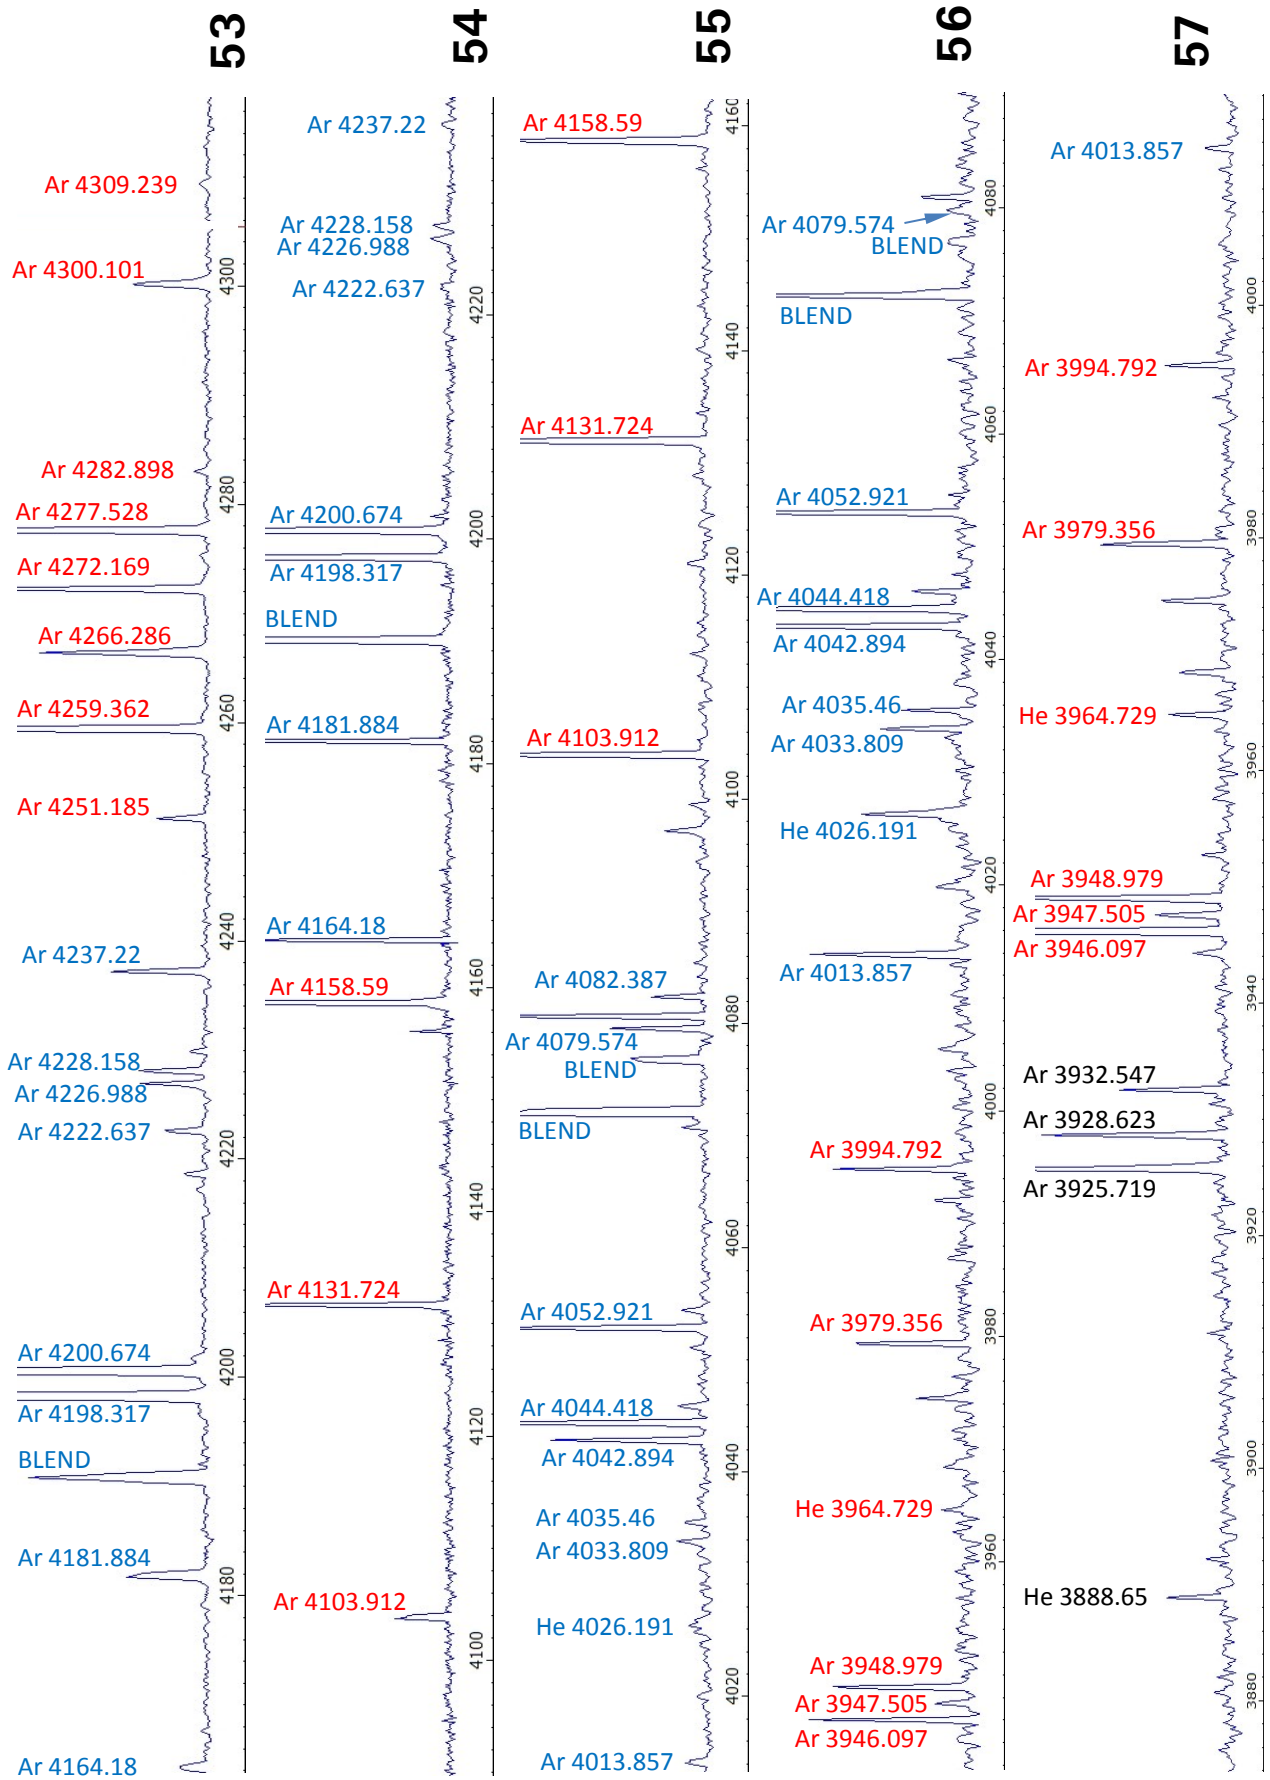 53
Ar 4309.239
Ar 4300.101
Ar 4282.898
Ar 4277.528
Ar 4272.169
Ar 4266.286
Ar 4259.362
Ar 4251.185
Ar 4237.22
Ar 4228.158
Ar 4226.988
Ar 4222.637
Ar 4200.674
Ar 4198.317
BLEND
Ar 4181.884
Ar 4164.18
4300
4280
4260
4240
4220
4200
4180
54
Ar 4237.22
Ar 4228.158
Ar 4226.988
Ar 4222.637
Ar 4200.674
Ar 4198.317
BLEND
Ar 4181.884
Ar 4164.18
Ar 4158.59
Ar 4131.724
Ar 4103.912
4220
4200
4180
4160
4140
4120
4100
55
Ar 4158.59
Ar 4131.724
Ar 4103.912
Ar 4082.387
Ar 4079.574
BLEND
BLEND
Ar 4052.921
Ar 4044.418
Ar 4042.894
Ar 4035.46
Ar 4033.809
He 4026.191
Ar 4013.857
4160
4140
4120
4100
4080
4060
4040
4020
56
Ar 4079.574
BLEND
BLEND
Ar 4052.921
Ar 4044.418
Ar 4042.894
Ar 4035.46
Ar 4033.809
He 4026.191
Ar 4013.857
Ar 3994.792
Ar 3979.356
He 3964.729
Ar 3948.979
Ar 3947.505
Ar 3946.097
4080
4060
4040
4020
4000
3980
3960
57
Ar 4013.857
Ar 3994.792
Ar 3979.356
He 3964.729
Ar 3948.979
Ar 3947.505
Ar 3946.097
Ar 3932.547
Ar 3928.623
Ar 3925.719
He 3888.65
4000
3980
3960
3940
3920
3900
3880